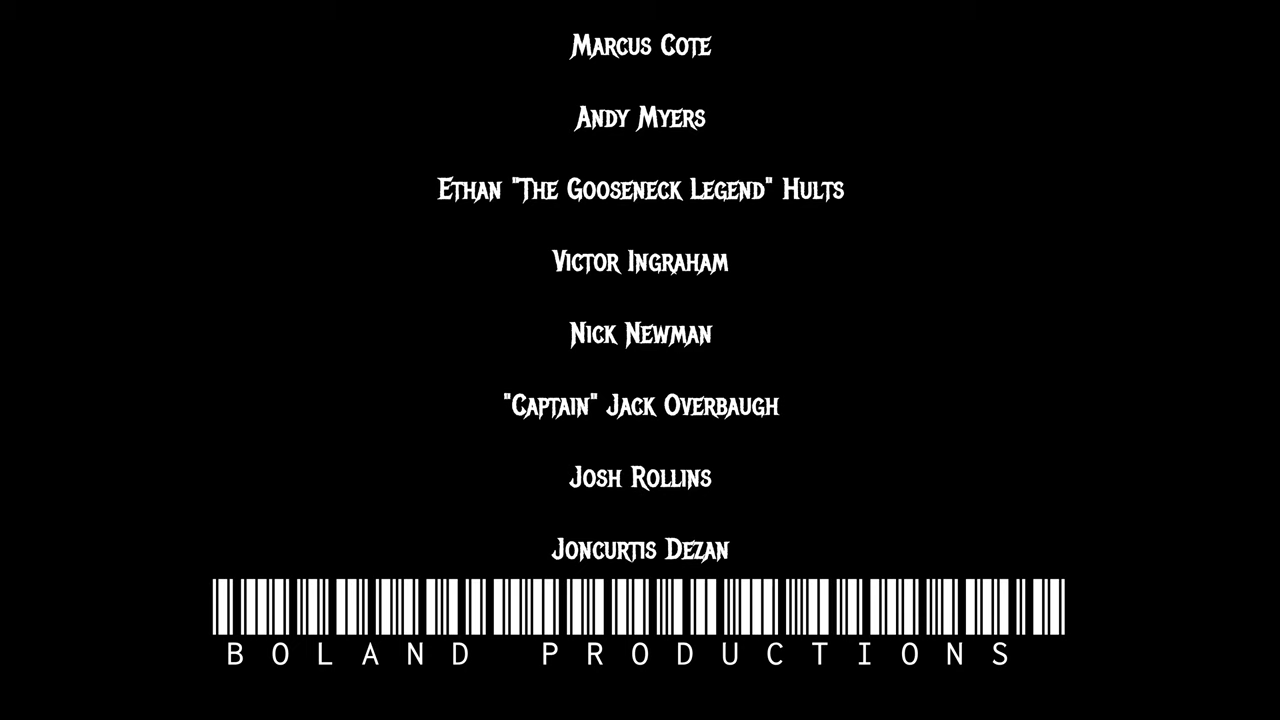 Marcus Cote
Andy Myers
Ethan "The Gooseneck Legend" Hults
Victor Ingraham
Nick Newman
"Captain" Jack Overbaugh
Josh Rollins
Joncurtis Dezan
BOLAND PRODUCTIONS